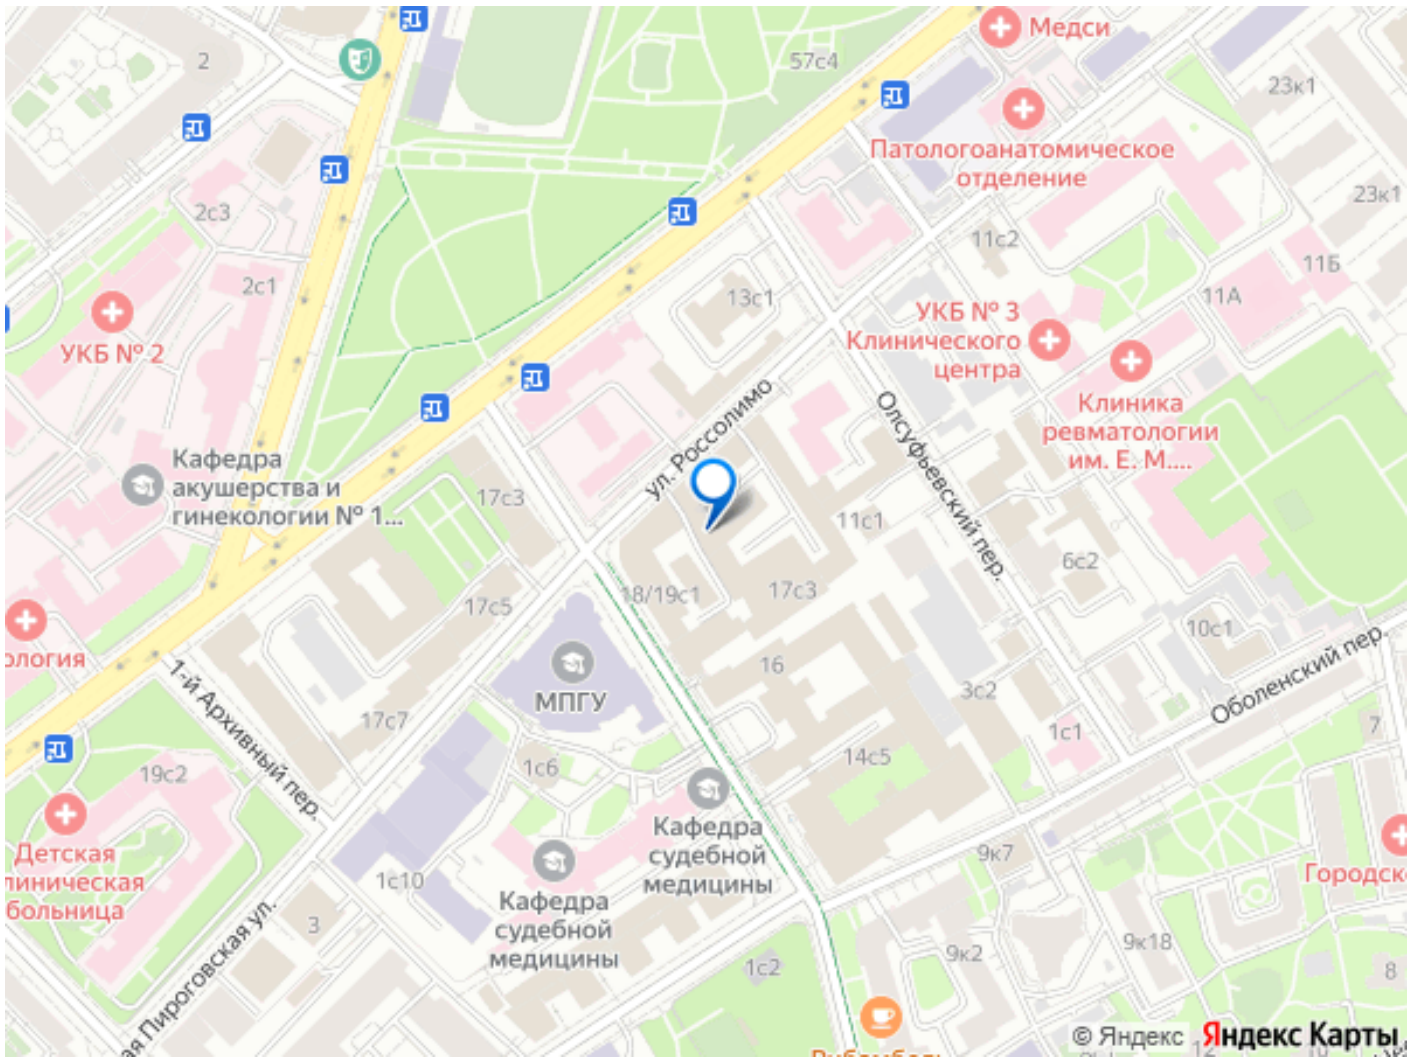 Медси
57с4
2
23к1
Патологоанатомическое
отделение
23к1
2с3
11с2
11Б
2с1
13с1
11А
УКБ № 3
Клинического
центра
УКБ № 2
ул. Россолимо
Олсуфьевский пер.
Клиника
ревматологии
им. Е. М....
Кафедра
акушерства и
гинекологии № 1...
17с3
11с1
6с2
18/19с1
17с3
17с5
10с1
ология
МПГУ
16
3с2
Оболенский пер.
1-й Архивный пер.
17с7
1с1
7
14с5
1с6
19с2
Кафедра
судебной
медицины
Детская
линическая
больница
9к7
Городск
1с10
Кафедра
судебной
медицины
3
ая Пироговская ул.
9к2
9к18
1с2
8
© Яндекс Яндекс Карты
12